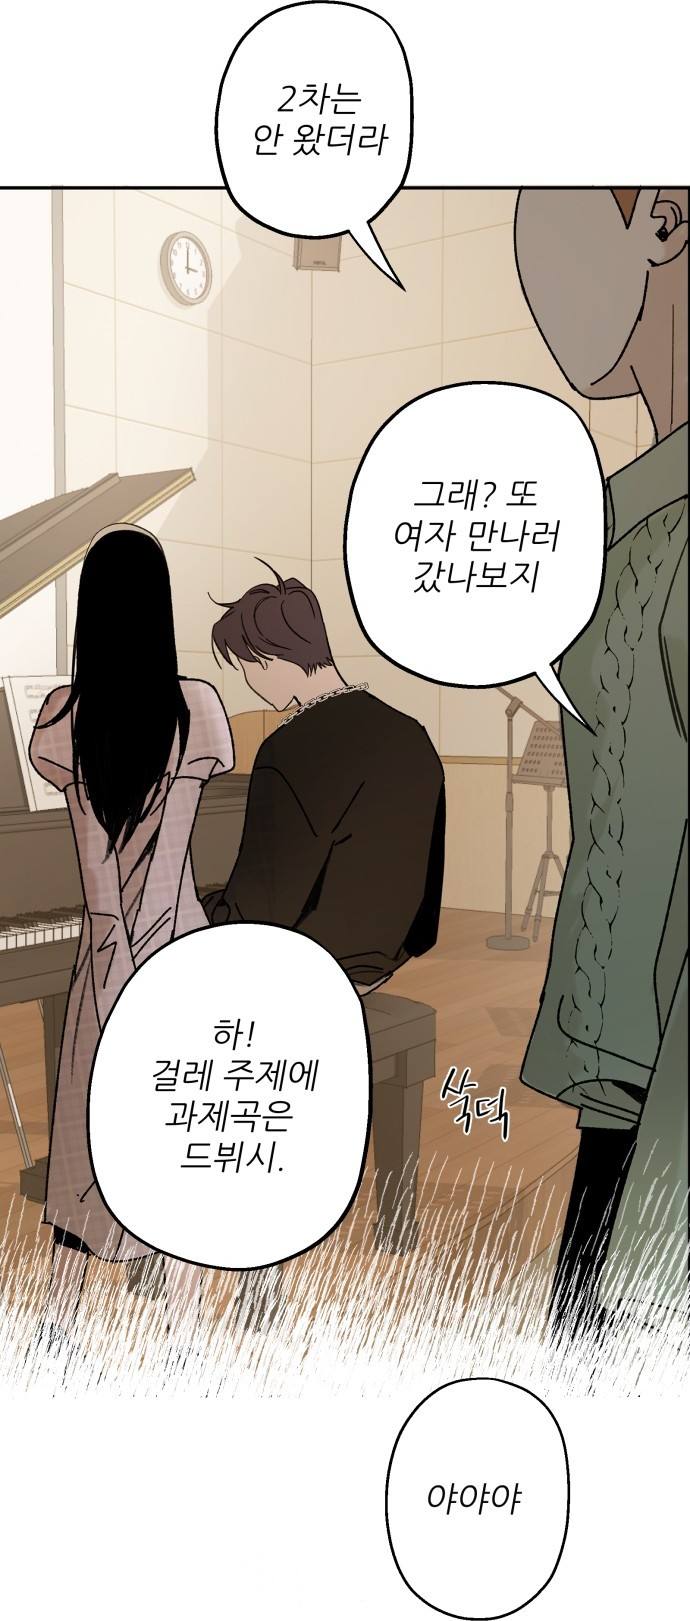 2차는
안 왔더라
그래? 또
여자 만나러
갔나보지
하!
걸레 주제에
과제곡은
드뷔시.
쑥덕
야야야